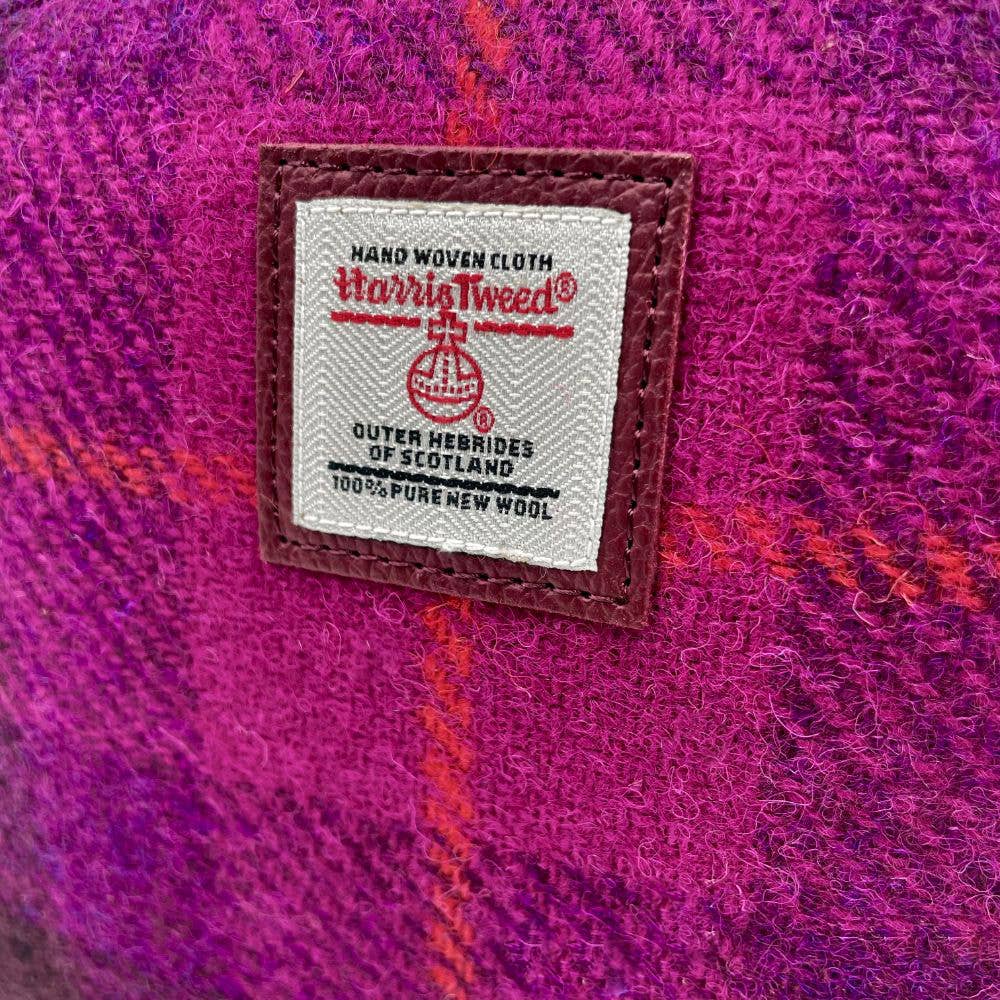 HAND WOVEN CLOTH
Harris Tweed®
®
OUTER HEBRIDES
OF SCOTLAND
100% PURE NEW WOOL